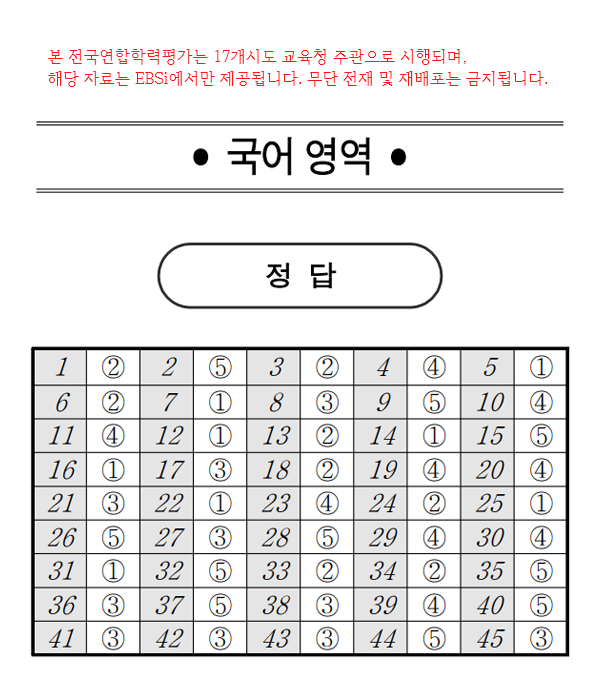 본 전국연합학력평가는 17개시도 교육청 주관으로 시행되며,
해당 자료는 EBSi에서만 제공됩니다. 무단 전재 및 재배포는 금지됩니다.
● 국어 영역 ●
정 답
1 ② 2 ⑤ 3 ② 4 ④ 5 ①
6 ② 7 ① 8 ③ 9 ⑤ 10 ④
11 ④ 12 ① 13 ② 14 ① 15 ⑤
16 ① 17 ③ 18 ② 19 ④ 20 ④
21 ③ 22 ① 23 ④ 24 ② 25 ①
26 ⑤ 27 ③ 28 ⑤ 29 ④ 30 ④
31 ① 32 ⑤ 33 ② 34 ② 35 ⑤
36 ③ 37 ⑤ 38 ③ 39 ④ 40 ⑤
41 ③ 42 ③ 43 ③ 44 ⑤ 45 ③